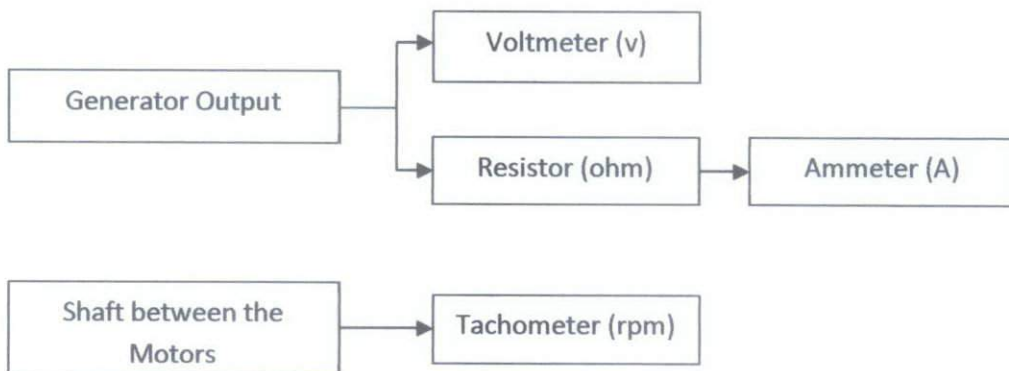 Voltmeter (v)
Generator Output
Resistor (ohm)
Ammeter (A)
Shaft between the
Motors
Tachometer (rpm)